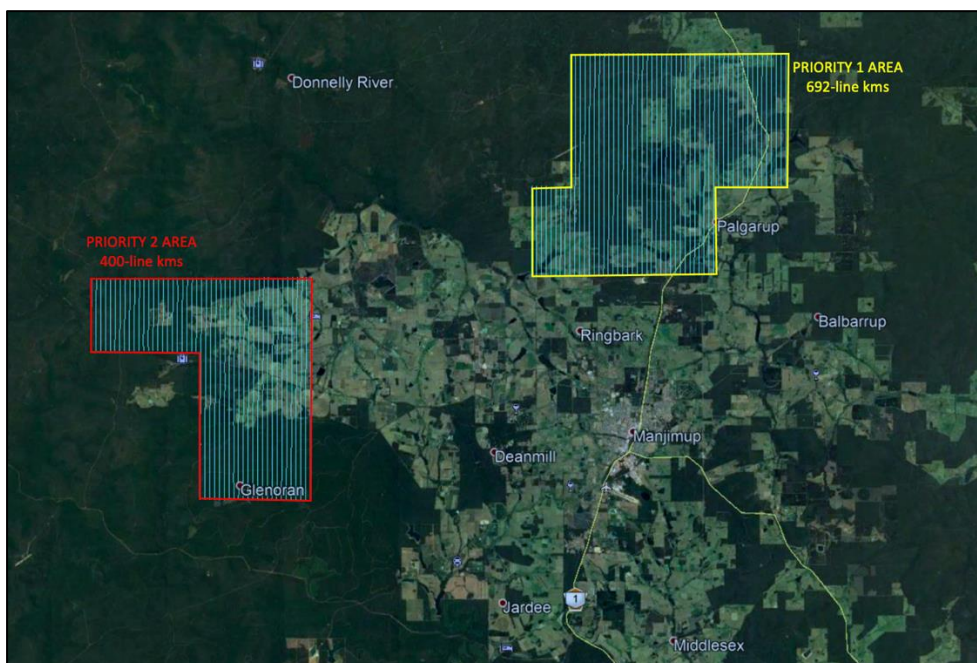 Donnelly River
PRIORITY 1 AREA
692-line kms
Palgarup
PRIORITY 2 AREA
400-line kms
Balbarrup
Ringbark
Manjimup
Deanmill
Glenoran
1
Jardee
Middlesex